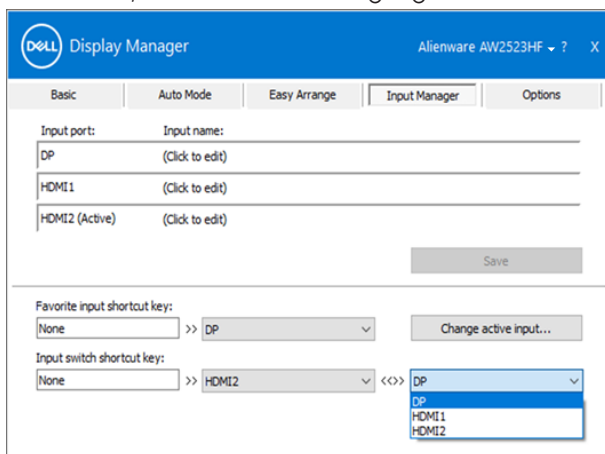 DELL Display Manager Alienware AW2523HF ? X
Basic Auto Mode Easy Arrange Input Manager Options
Input port: Input name:
DP (Click to edit)
HDMI1 (Click to edit)
HDMI2 (Active) (Click to edit)
Save
Favorite input shortcut key:
None >> DP Change active input...
Input switch shortcut key:
None >> HDMI2 <<>> DP
DP
HDMI1
HDMI2